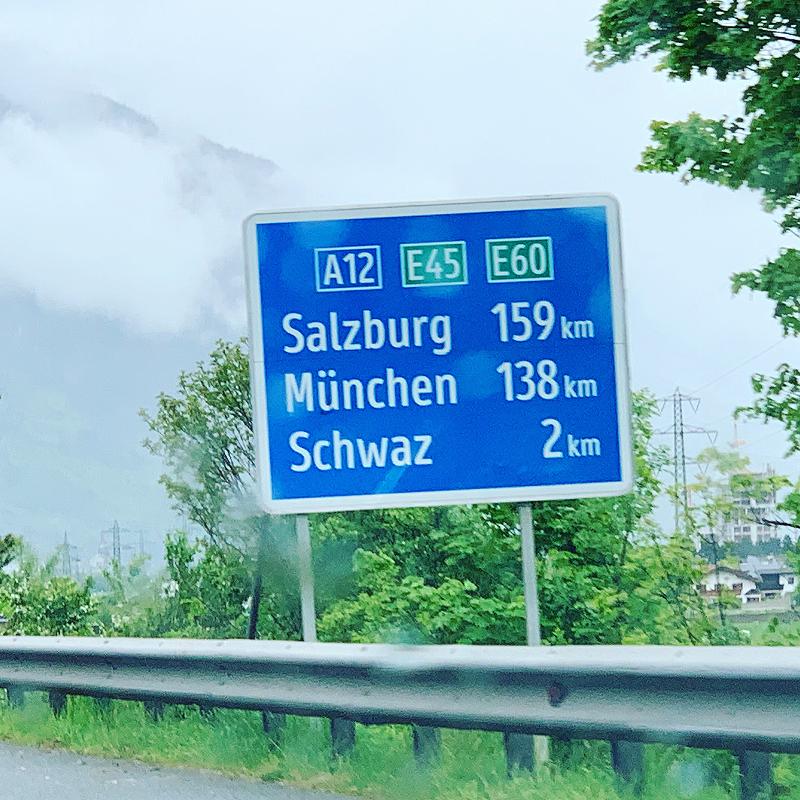 A12 E45 E60
Salzburg 159 km
München 138 km
Schwaz 2 km